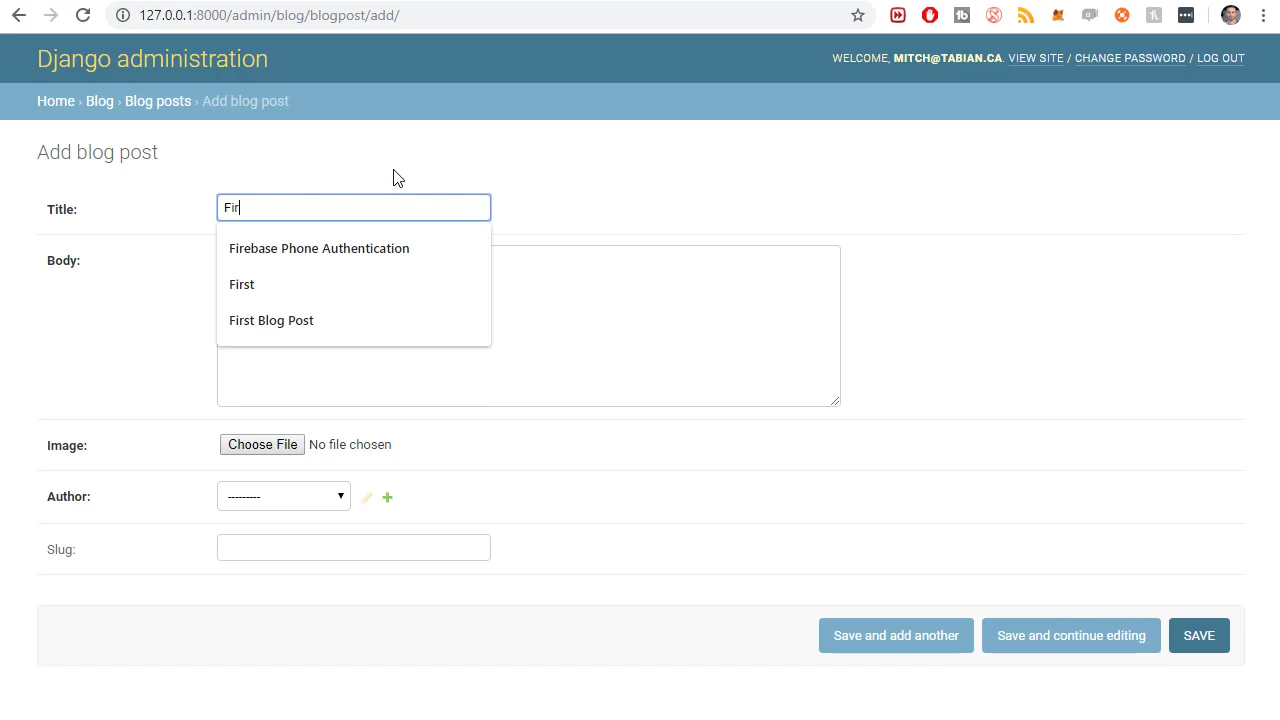 127.0.0.1:8000/admin/blog/blogpost/add/
Django administration
WELCOME, MITCH@TABIAN.CA. VIEW SITE / CHANGE PASSWORD / LOG OUT
Home › Blog › Blog posts › Add blog post
Add blog post
Title:
Fir
Firebase Phone Authentication
First
First Blog Post
Body:
Image:
Choose File No file chosen
Author:
---------
Slug:
Save and add another
Save and continue editing
SAVE